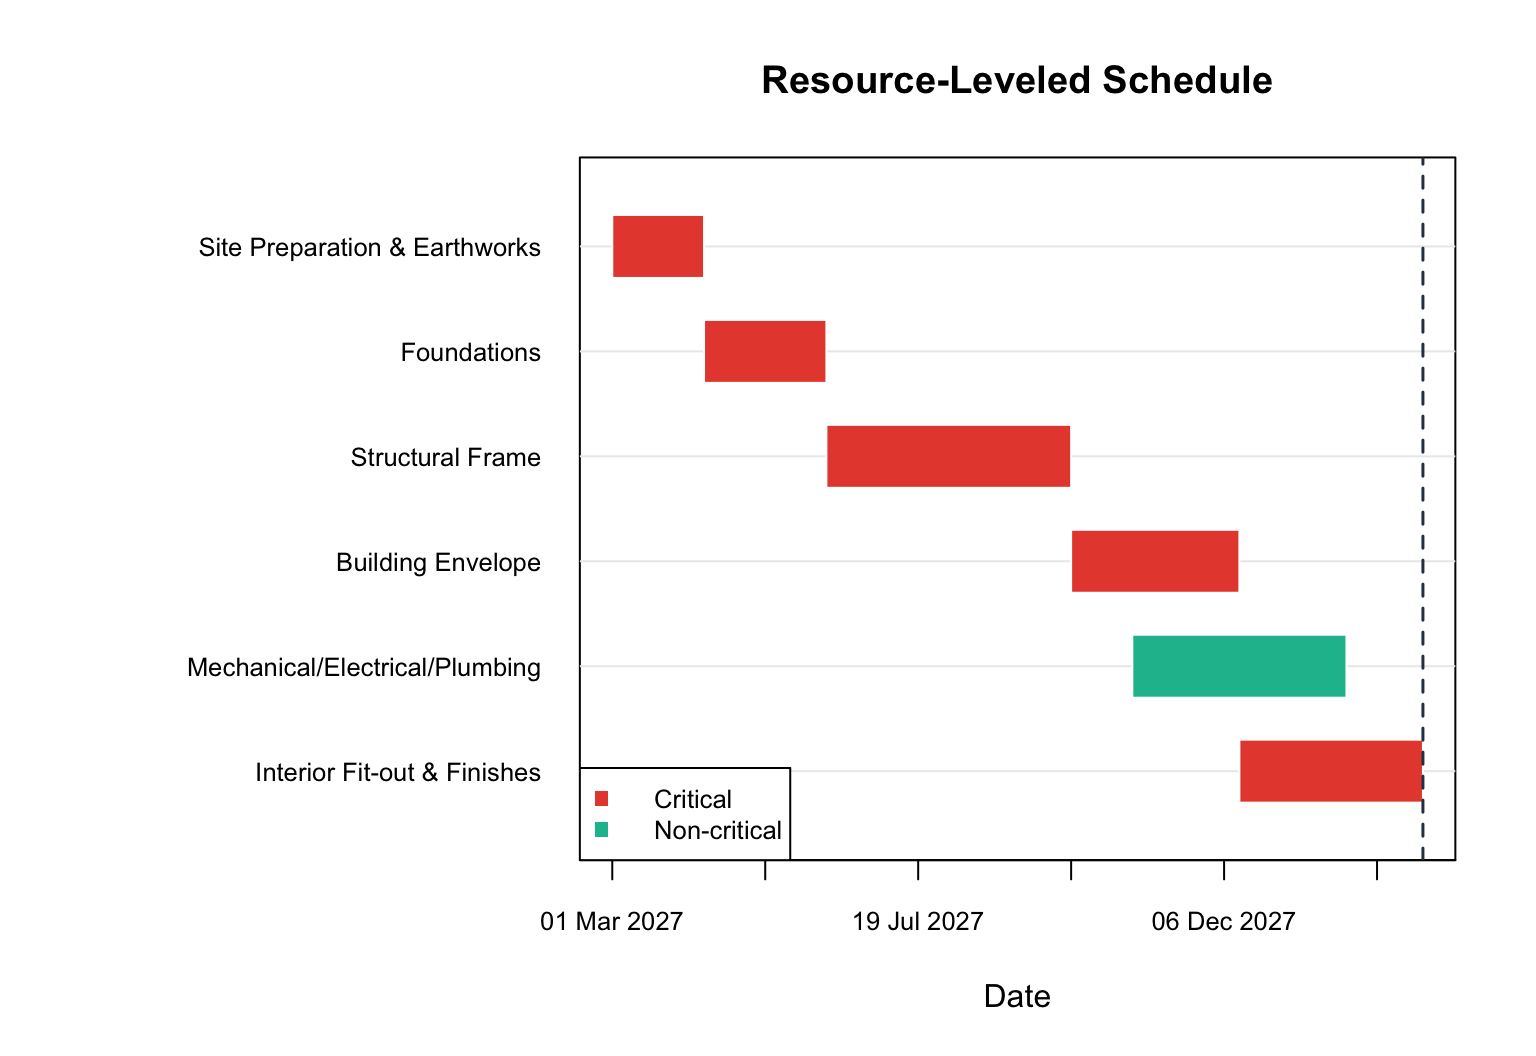 Resource-Leveled Schedule
Site Preparation & Earthworks
Foundations
Structural Frame
Building Envelope
Mechanical/Electrical/Plumbing
Interior Fit-out & Finishes
Critical
Non-critical
01 Mar 2027
19 Jul 2027
06 Dec 2027
Date